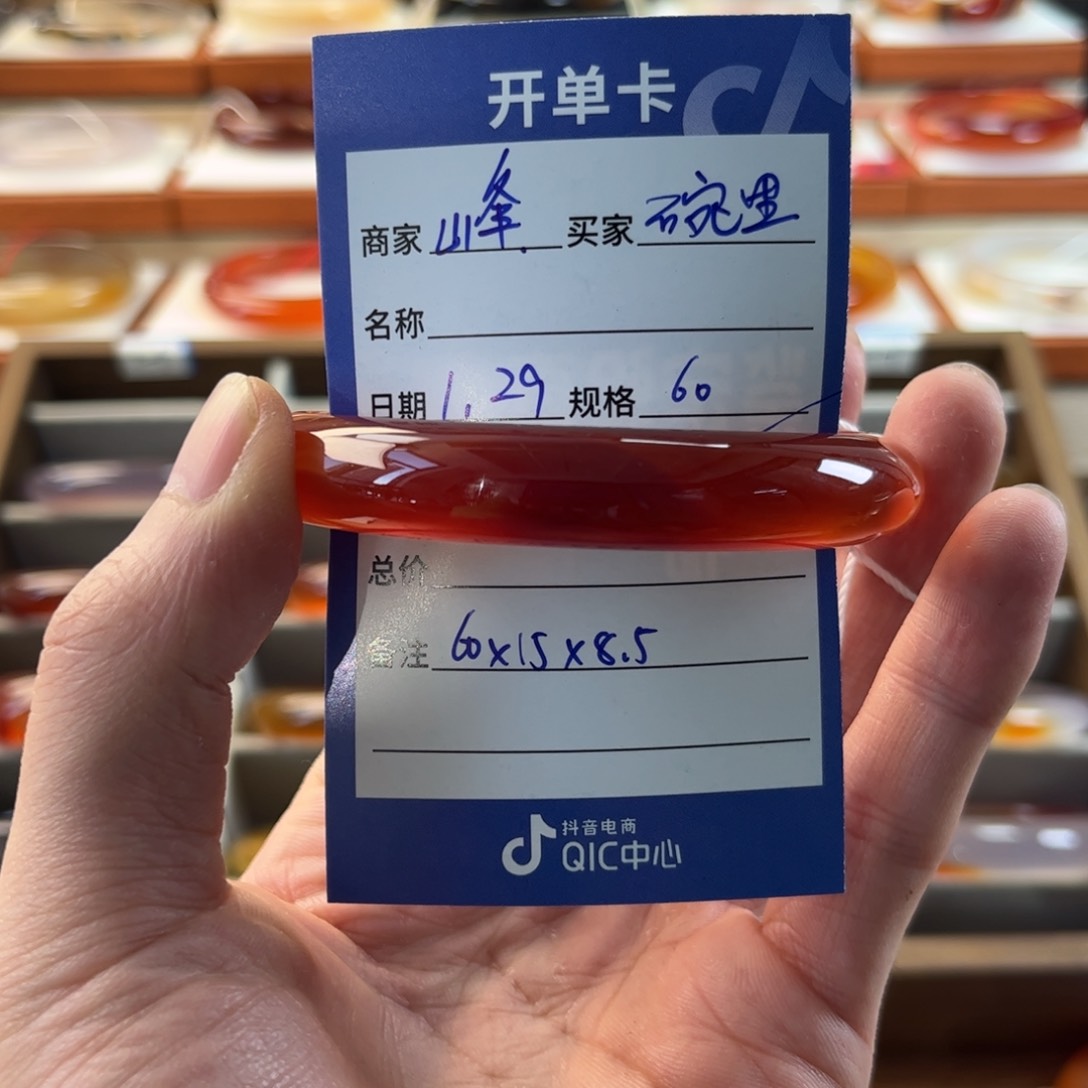 开单卡
商家 峰 买家 碗里
名称
日期 1.29 规格 60
总价
备注 60x15x8.5
抖音电商
QIC中心